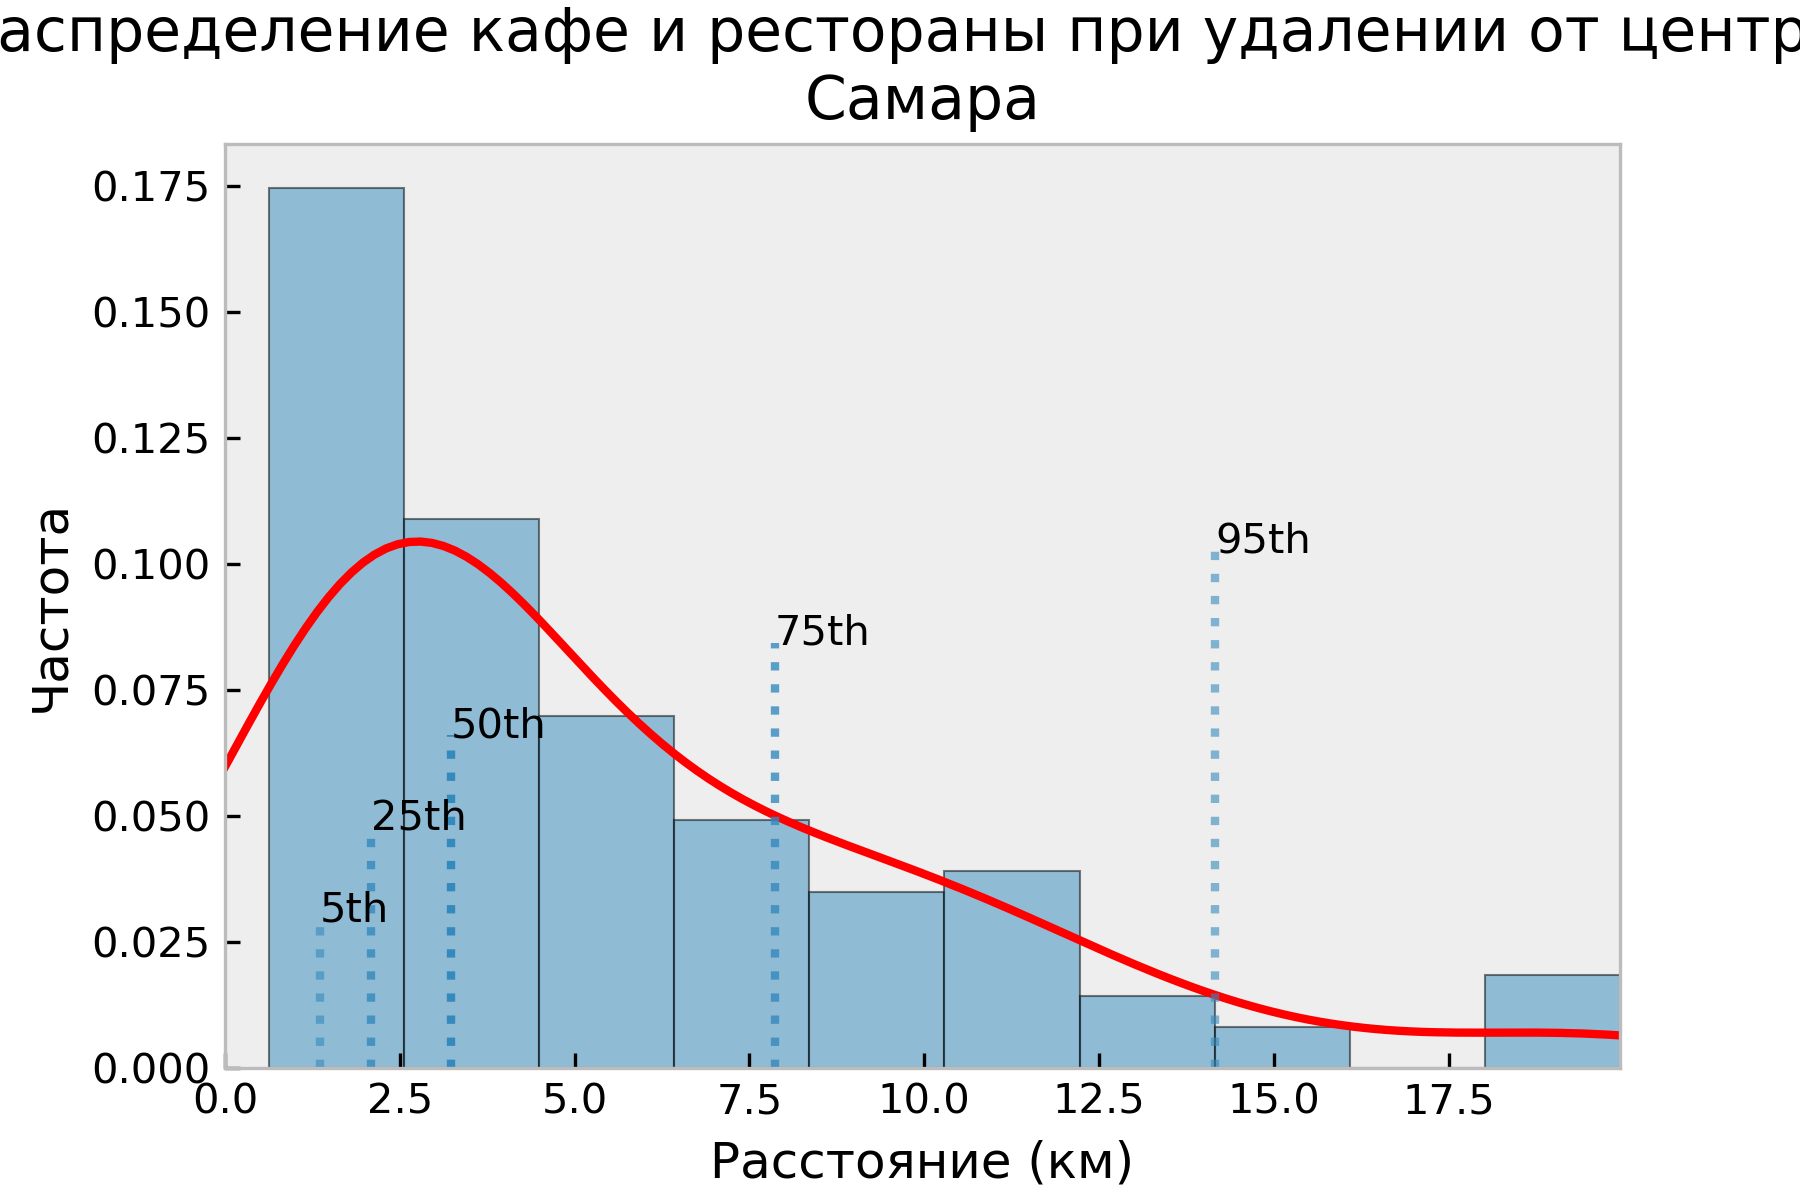 аспределение кафе и рестораны при удалении от центр
Самара
Частота
0.175
0.150
0.125
0.100
0.075
0.050
0.025
0.000
95th
75th
50th
25th
5th
0.0 2.5 5.0 7.5 10.0 12.5 15.0 17.5
Расстояние (км)